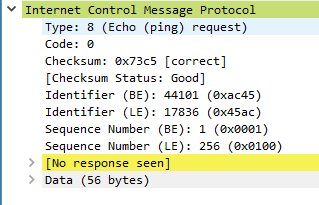 Internet Control Message Protocol
Type: 8 (Echo (ping) request)
Code: 0
Checksum: 0x73c5 [correct]
[Checksum Status: Good]
Identifier (BE): 44101 (0xac45)
Identifier (LE): 17836 (0x45ac)
Sequence Number (BE): 1 (0x0001)
Sequence Number (LE): 256 (0x0100)
[No response seen]
Data (56 bytes)